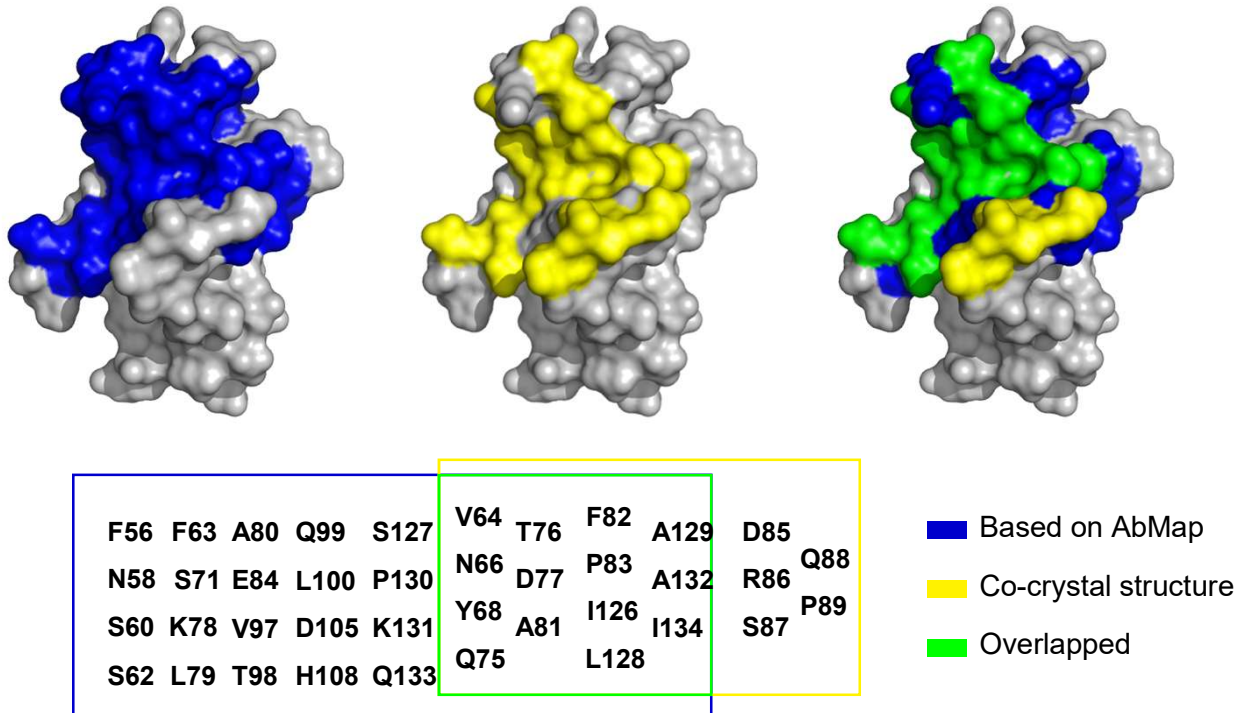 F56 F63 A80 Q99 S127
N58 S71 E84 L100 P130
S60 K78 V97 D105 K131
S62 L79 T98 H108 Q133
V64 T76 F82 A129
N66 D77 P83 A132
Y68 A81 I126 I134
Q75 L128
D85 Q88
R86 P89
S87
Based on AbMap
Co-crystal structure
Overlapped